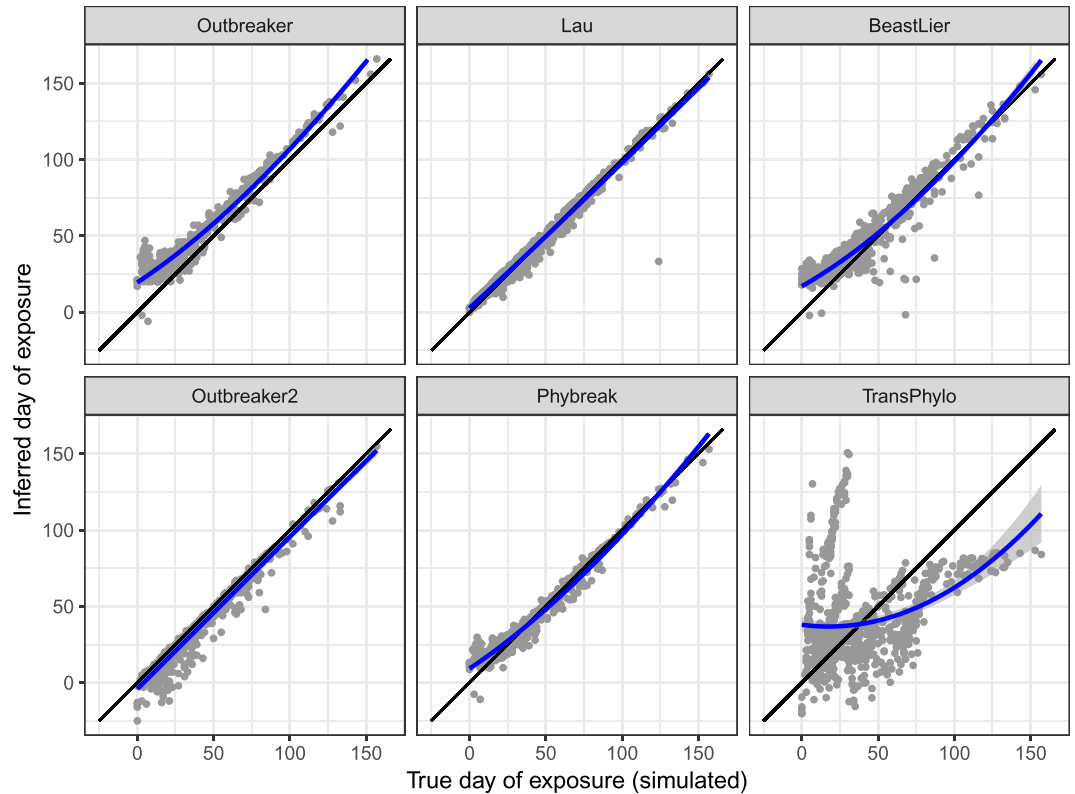 Outbreaker
Lau
BeastLier
150
100
50
0
Outbreaker2
Phybreak
TransPhylo
150
100
50
0
0 50 100 150
0 50 100 150
0 50 100 150
Inferred day of exposure
True day of exposure (simulated)